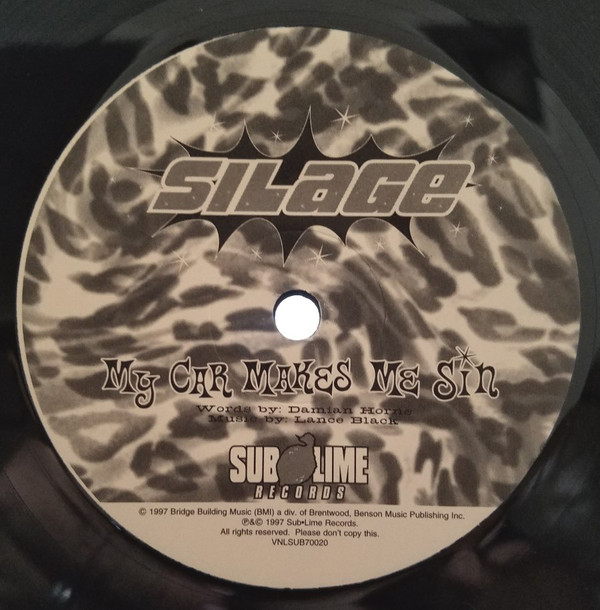 SILAGE
My Car Makes Me Sin
Words by: Damian Horne
Music by: Lance Black
SUB LIME
RECORDS
© 1997 Bridge Building Music (BMI) a div. of Brentwood, Benson Music Publishing Inc.
℗&© 1997 Sub•Lime Records.
All rights reserved. Please don't copy this.
VNLSUB70020